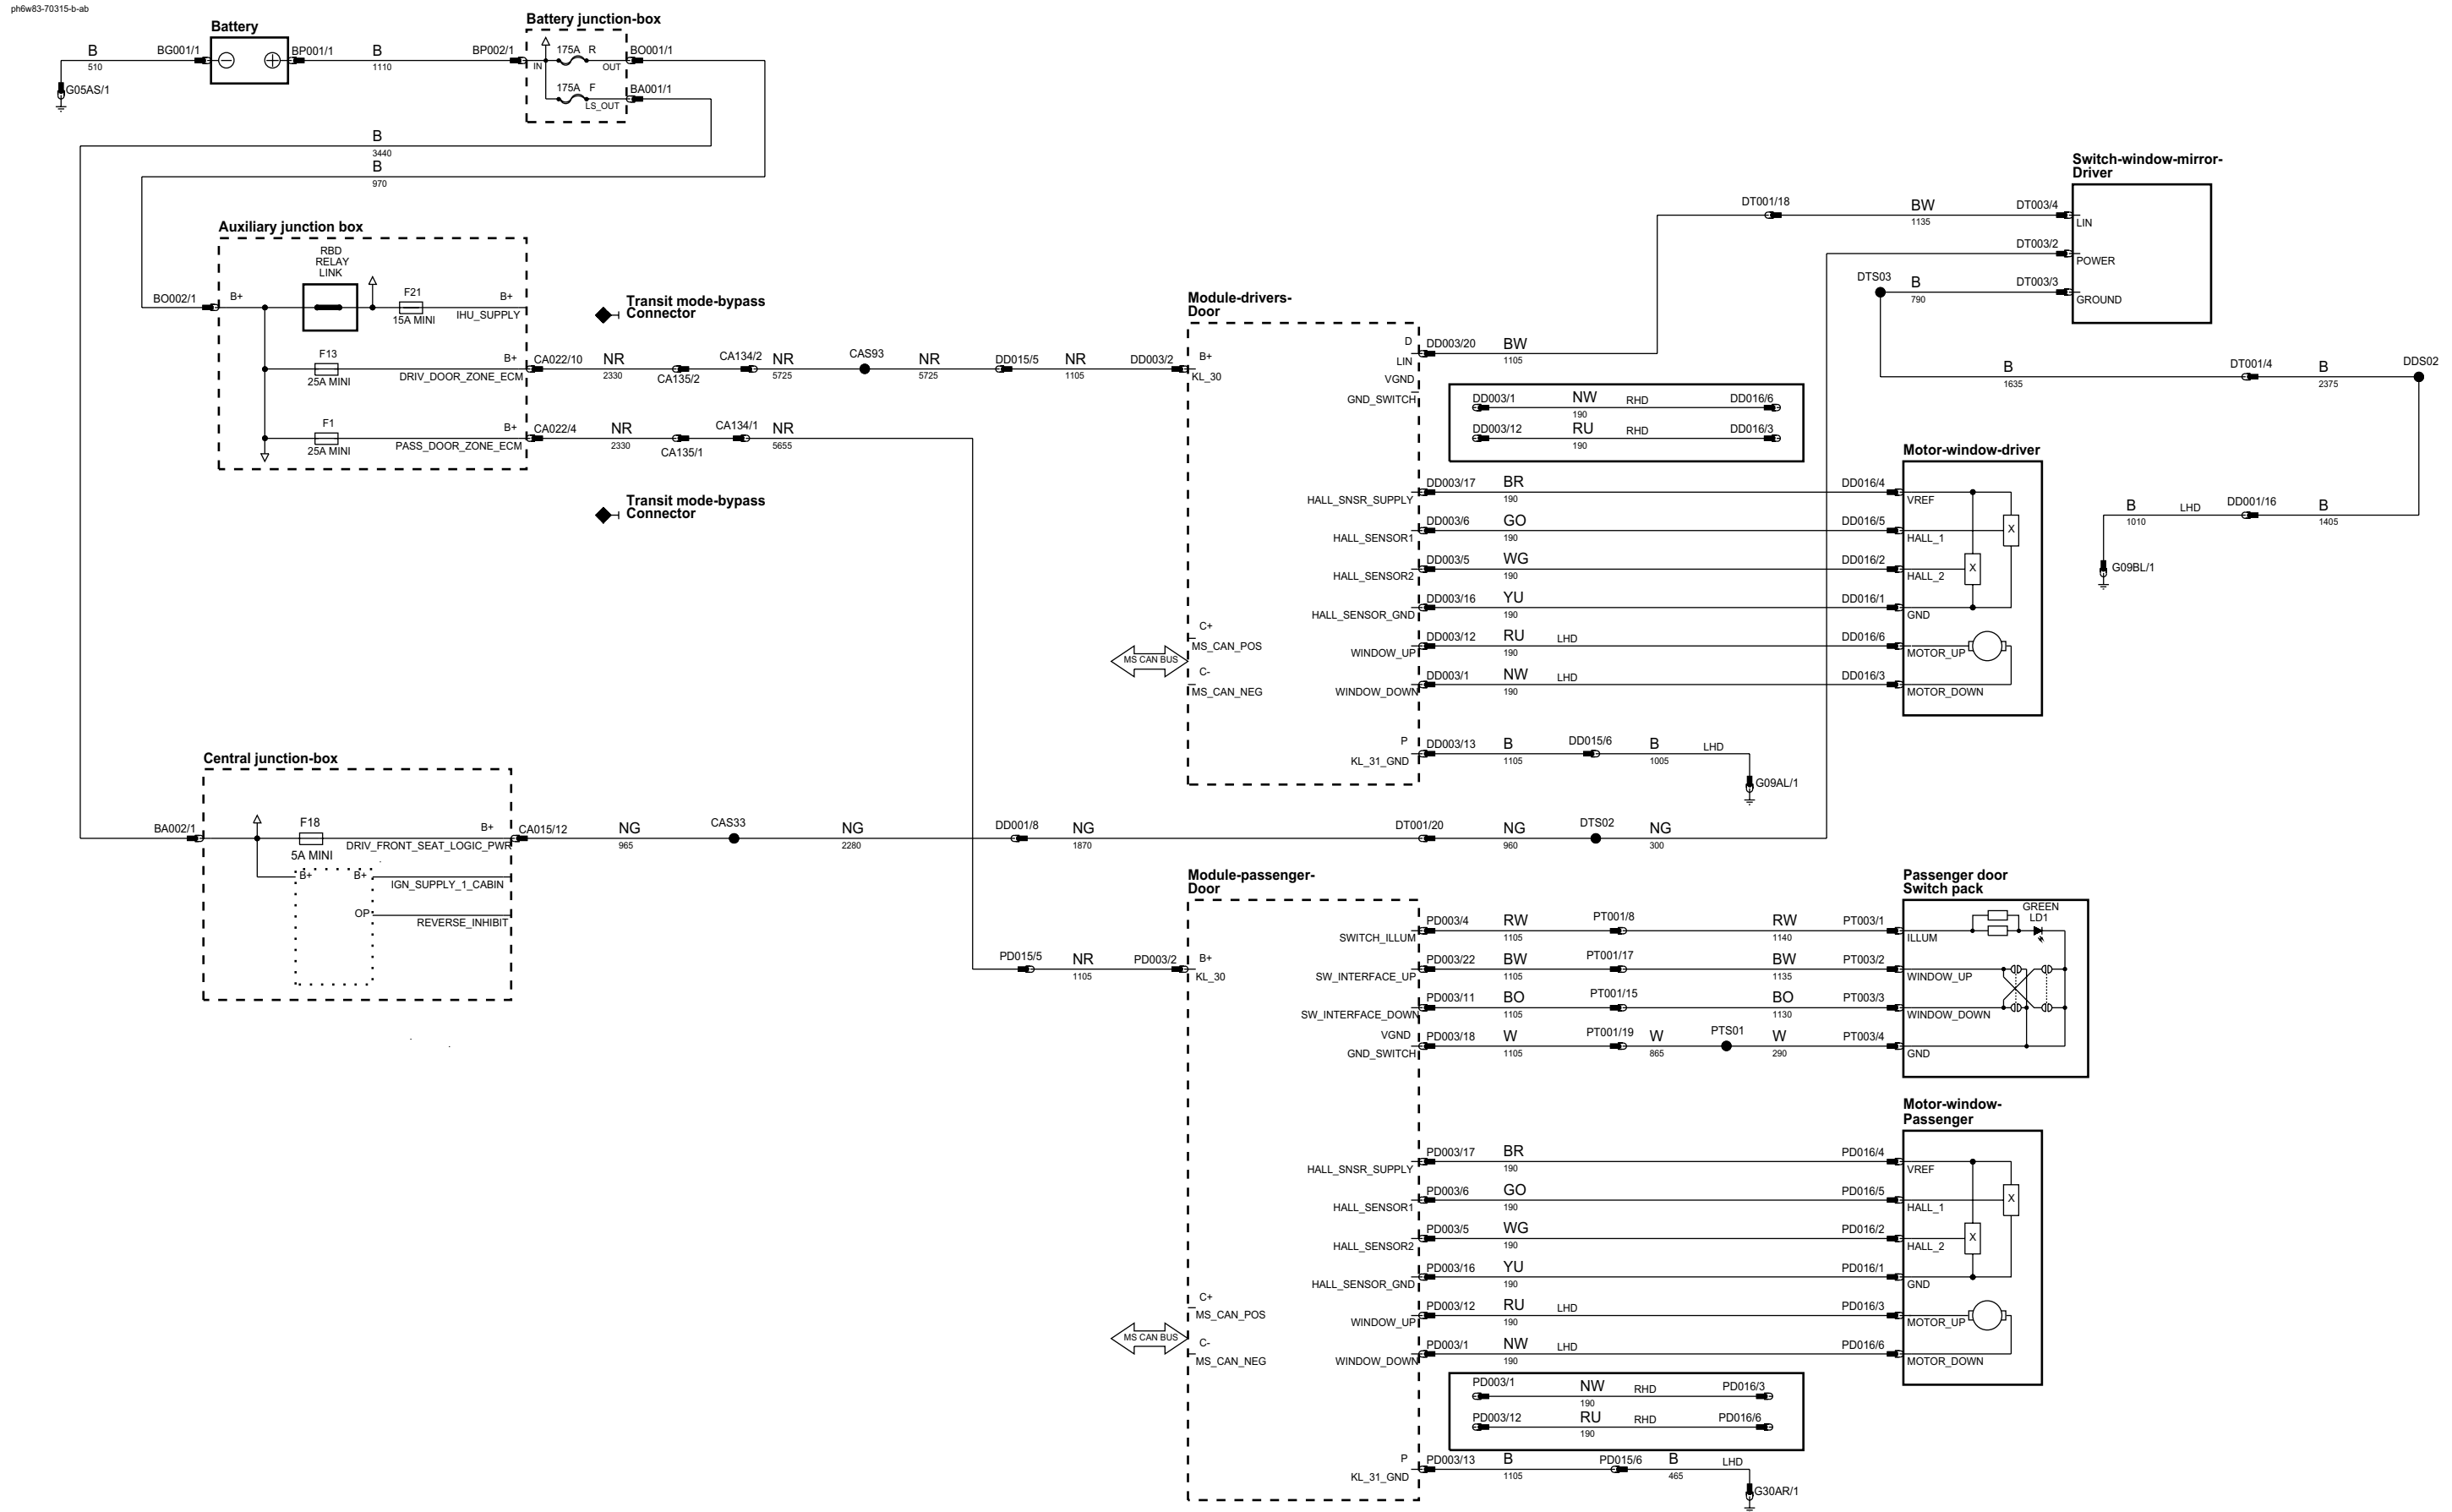 ph6w83-70315-b-ab
Battery
B
510
BG001/1
BP001/1
B
1110
BP002/1
G05AS/1
Battery junction-box
175A R
IN
OUT
BO001/1
175A F
LS_OUT
BA001/1
B
3440
B
970
Auxiliary junction box
RBD
RELAY
LINK
BO002/1
B+
F21
15A MINI
B+
IHU_SUPPLY
F13
25A MINI
B+
DRIV_DOOR_ZONE_ECM
CA022/10
NR
2330
CA135/2
CA134/2
NR
5725
CAS93
NR
5725
DD015/5
NR
1105
DD003/2
F1
25A MINI
B+
PASS_DOOR_ZONE_ECM
CA022/4
NR
2330
CA135/1
CA134/1
NR
5655
Transit mode-bypass
Connector
Transit mode-bypass
Connector
Module-drivers-
Door
B+
KL_30
D
LIN
VGND
GND_SWITCH
DD003/20
BW
1105
DT001/18
BW
1135
DT003/4
Switch-window-mirror-
Driver
LIN
DT003/2
POWER
DTS03
B
790
DT003/3
GROUND
B
1635
DT001/4
B
2375
DDS02
DD003/1
NW
190
RHD
DD016/6
DD003/12
RU
190
RHD
DD016/3
Motor-window-driver
HALL_SNSR_SUPPLY
DD003/17
BR
190
DD016/4
VREF
HALL_SENSOR1
DD003/6
GO
190
DD016/5
HALL_1
X
HALL_SENSOR2
DD003/5
WG
190
DD016/2
HALL_2
X
HALL_SENSOR_GND
DD003/16
YU
190
DD016/1
GND
WINDOW_UP
DD003/12
RU
190
LHD
DD016/6
MOTOR_UP
WINDOW_DOWN
DD003/1
NW
190
LHD
DD016/3
MOTOR_DOWN
B
1010
LHD
DD001/16
B
1405
G09BL/1
C+
MS_CAN_POS
MS CAN BUS
C-
MS_CAN_NEG
P
KL_31_GND
DD003/13
B
1105
DD015/6
B
1005
LHD
G09AL/1
Central junction-box
BA002/1
F18
5A MINI
B+
DRIV_FRONT_SEAT_LOGIC_PWR
CA015/12
NG
965
CAS33
NG
2280
DD001/8
NG
1870
DT001/20
NG
960
DTS02
NG
300
B+
B+
IGN_SUPPLY_1_CABIN
OP
REVERSE_INHIBIT
Module-passenger-
Door
PD015/5
NR
1105
PD003/2
B+
KL_30
SWITCH_ILLUM
PD003/4
RW
1105
PT001/8
RW
1140
PT003/1
Passenger door
Switch pack
GREEN
LD1
ILLUM
SW_INTERFACE_UP
PD003/22
BW
1105
PT001/17
BW
1135
PT003/2
WINDOW_UP
SW_INTERFACE_DOWN
PD003/11
BO
1105
PT001/15
BO
1130
PT003/3
WINDOW_DOWN
VGND
GND_SWITCH
PD003/18
W
1105
PT001/19
W
865
PTS01
W
290
PT003/4
GND
Motor-window-
Passenger
HALL_SNSR_SUPPLY
PD003/17
BR
190
PD016/4
VREF
HALL_SENSOR1
PD003/6
GO
190
PD016/5
HALL_1
X
HALL_SENSOR2
PD003/5
WG
190
PD016/2
HALL_2
X
HALL_SENSOR_GND
PD003/16
YU
190
PD016/1
GND
C+
MS_CAN_POS
MS CAN BUS
C-
MS_CAN_NEG
WINDOW_UP
PD003/12
RU
190
LHD
PD016/3
MOTOR_UP
WINDOW_DOWN
PD003/1
NW
190
LHD
PD016/6
MOTOR_DOWN
PD003/1
NW
190
RHD
PD016/3
PD003/12
RU
190
RHD
PD016/6
P
KL_31_GND
PD003/13
B
1105
PD015/6
B
465
LHD
G30AR/1